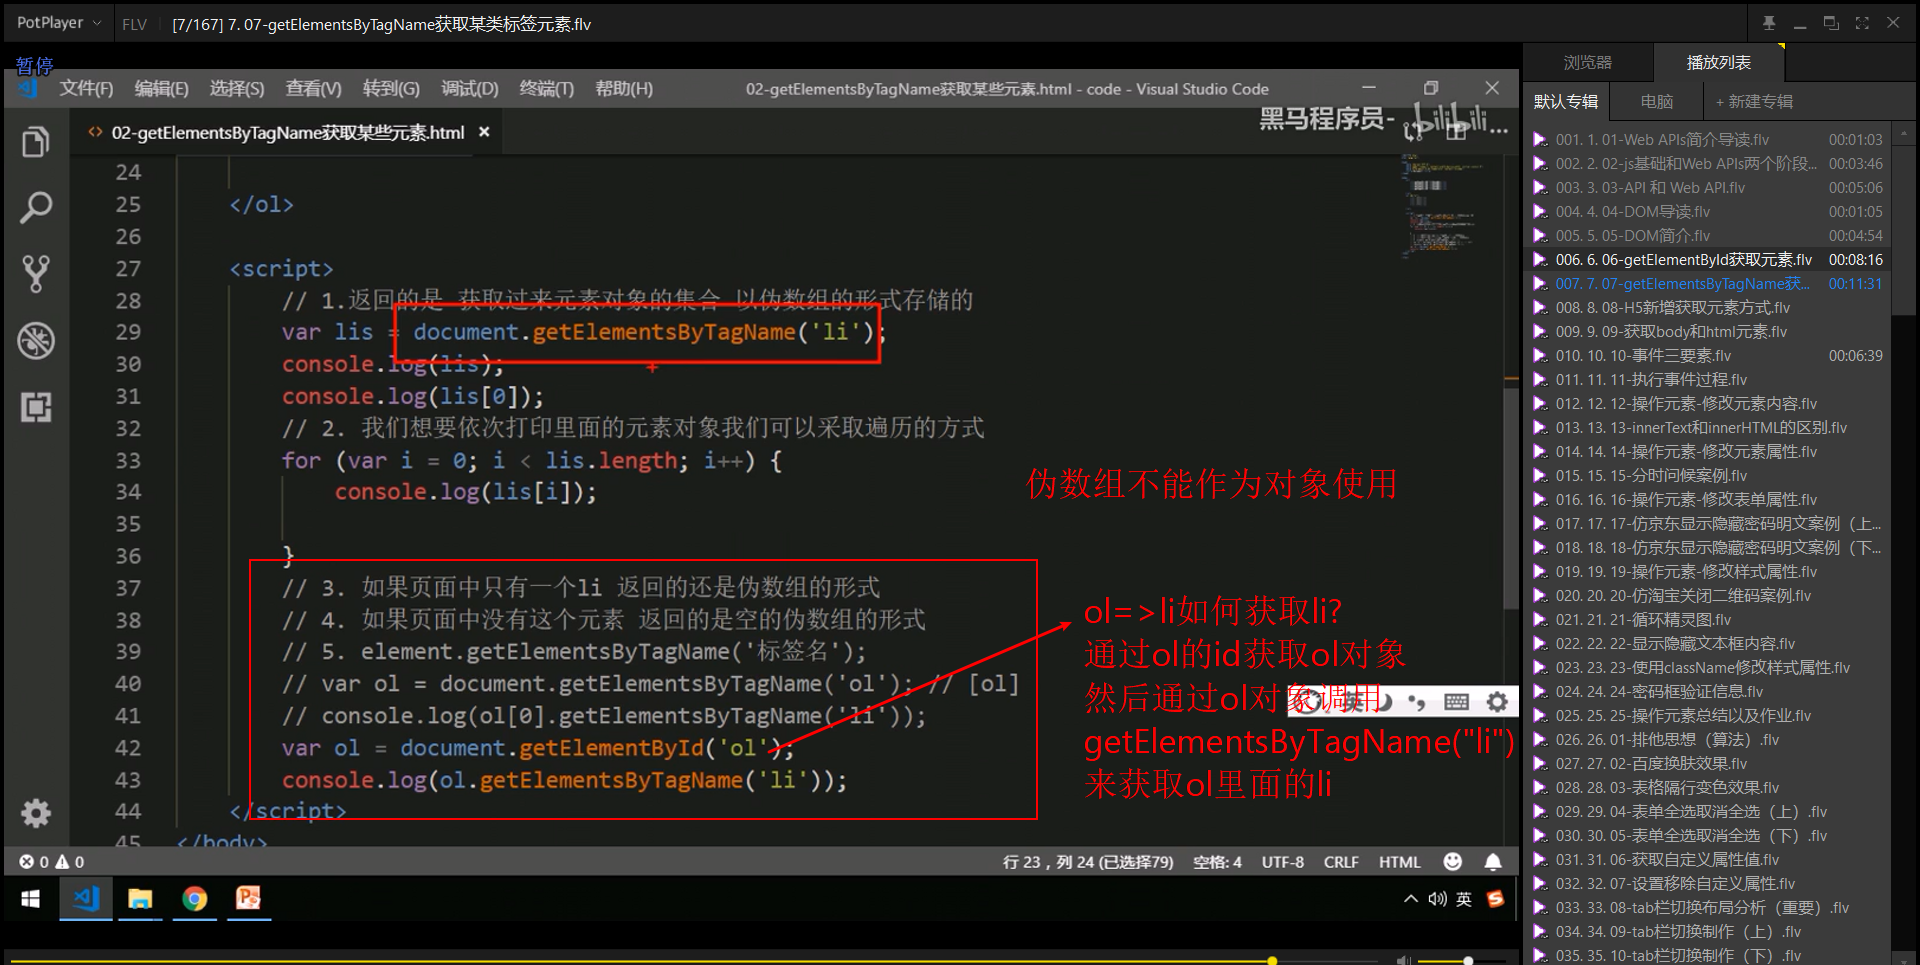 PotPlayer
FLV
[7/167] 7. 07-getElementsByTagName获取某类标签元素.flv
暂停
文件(F) 编辑(E) 选择(S) 查看(V) 转到(G) 调试(D) 终端(T) 帮助(H)
02-getElementsByTagName获取某些元素.html - code - Visual Studio Code
<> 02-getElementsByTagName获取某些元素.html ×
黑马程序员- bilibili
24
25 </ol>
26
27 <script>
28 // 1.返回的是 获取过来元素对象的集合 以伪数组的形式存储的
29 var lis = document.getElementsByTagName('li');
30 console.log(lis);
31 console.log(lis[0]);
32 // 2. 我们想要依次打印里面的元素对象我们可以采取遍历的方式
33 for (var i = 0; i < lis.length; i++) {
34 console.log(lis[i]);
35
36 }
37 // 3. 如果页面中只有一个li 返回的还是伪数组的形式
38 // 4. 如果页面中没有这个元素 返回的是空的伪数组的形式
39 // 5. element.getElementsByTagName('标签名');
40 // var ol = document.getElementsByTagName('ol'); // [ol]
41 // console.log(ol[0].getElementsByTagName('li'));
42 var ol = document.getElementById('ol');
43 console.log(ol.getElementsByTagName('li'));
44 </script>
45 </body>
伪数组不能作为对象使用
ol=>li如何获取li?
通过ol的id获取ol对象
然后通过ol对象调用
getElementsByTagName("li")
来获取ol里面的li
0 0
行 23，列 24 (已选择79) 空格: 4 UTF-8 CRLF HTML
英
浏览器
播放列表
默认专辑 电脑 + 新建专辑
001. 1. 01-Web APIs简介导读.flv 00:01:03
002. 2. 02-js基础和Web APIs两个阶段... 00:03:46
003. 3. 03-API 和 Web API.flv 00:05:06
004. 4. 04-DOM导读.flv 00:01:05
005. 5. 05-DOM简介.flv 00:04:54
006. 6. 06-getElementById获取元素.flv 00:08:16
007. 7. 07-getElementsByTagName获... 00:11:31
008. 8. 08-H5新增获取元素方式.flv
009. 9. 09-获取body和html元素.flv
010. 10. 10-事件三要素.flv 00:06:39
011. 11. 11-执行事件过程.flv
012. 12. 12-操作元素-修改元素内容.flv
013. 13. 13-innerText和innerHTML的区别.flv
014. 14. 14-操作元素-修改元素属性.flv
015. 15. 15-分时问候案例.flv
016. 16. 16-操作元素-修改表单属性.flv
017. 17. 17-仿京东显示隐藏密码明文案例（上...
018. 18. 18-仿京东显示隐藏密码明文案例（下...
019. 19. 19-操作元素-修改样式属性.flv
020. 20. 20-仿淘宝关闭二维码案例.flv
021. 21. 21-循环精灵图.flv
022. 22. 22-显示隐藏文本框内容.flv
023. 23. 23-使用className修改样式属性.flv
024. 24. 24-密码框验证信息.flv
025. 25. 25-操作元素总结以及作业.flv
026. 26. 01-排他思想（算法）.flv
027. 27. 02-百度换肤效果.flv
028. 28. 03-表格隔行变色效果.flv
029. 29. 04-表单全选取消全选（上）.flv
030. 30. 05-表单全选取消全选（下）.flv
031. 31. 06-获取自定义属性值.flv
032. 32. 07-设置移除自定义属性.flv
033. 33. 08-tab栏切换布局分析（重要）.flv
034. 34. 09-tab栏切换制作（上）.flv
035. 35. 10-tab栏切换制作（下）.flv